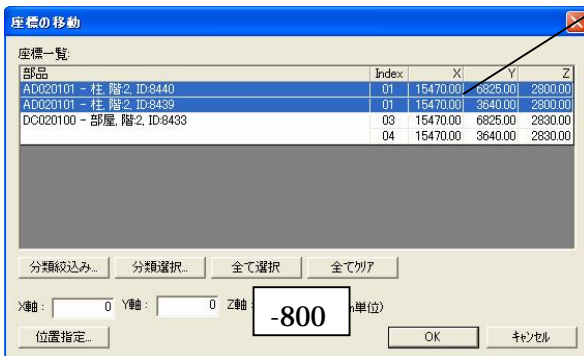 座標の移動
座標一覧:
部品 Index X Y Z
AD020101 - 柱, 階:2, ID:8440 01 15470.00 6825.00 2800.00
AD020101 - 柱, 階:2, ID:8439 01 15470.00 3640.00 2800.00
DC020100 - 部屋, 階:2, ID:8433 03 15470.00 6825.00 2830.00
04 15470.00 3640.00 2830.00
分類絞込み... 分類選択... 全て選択 全てクリア
X軸: 0 Y軸: 0 Z軸: -800 単位)
位置指定... OK キャンセル